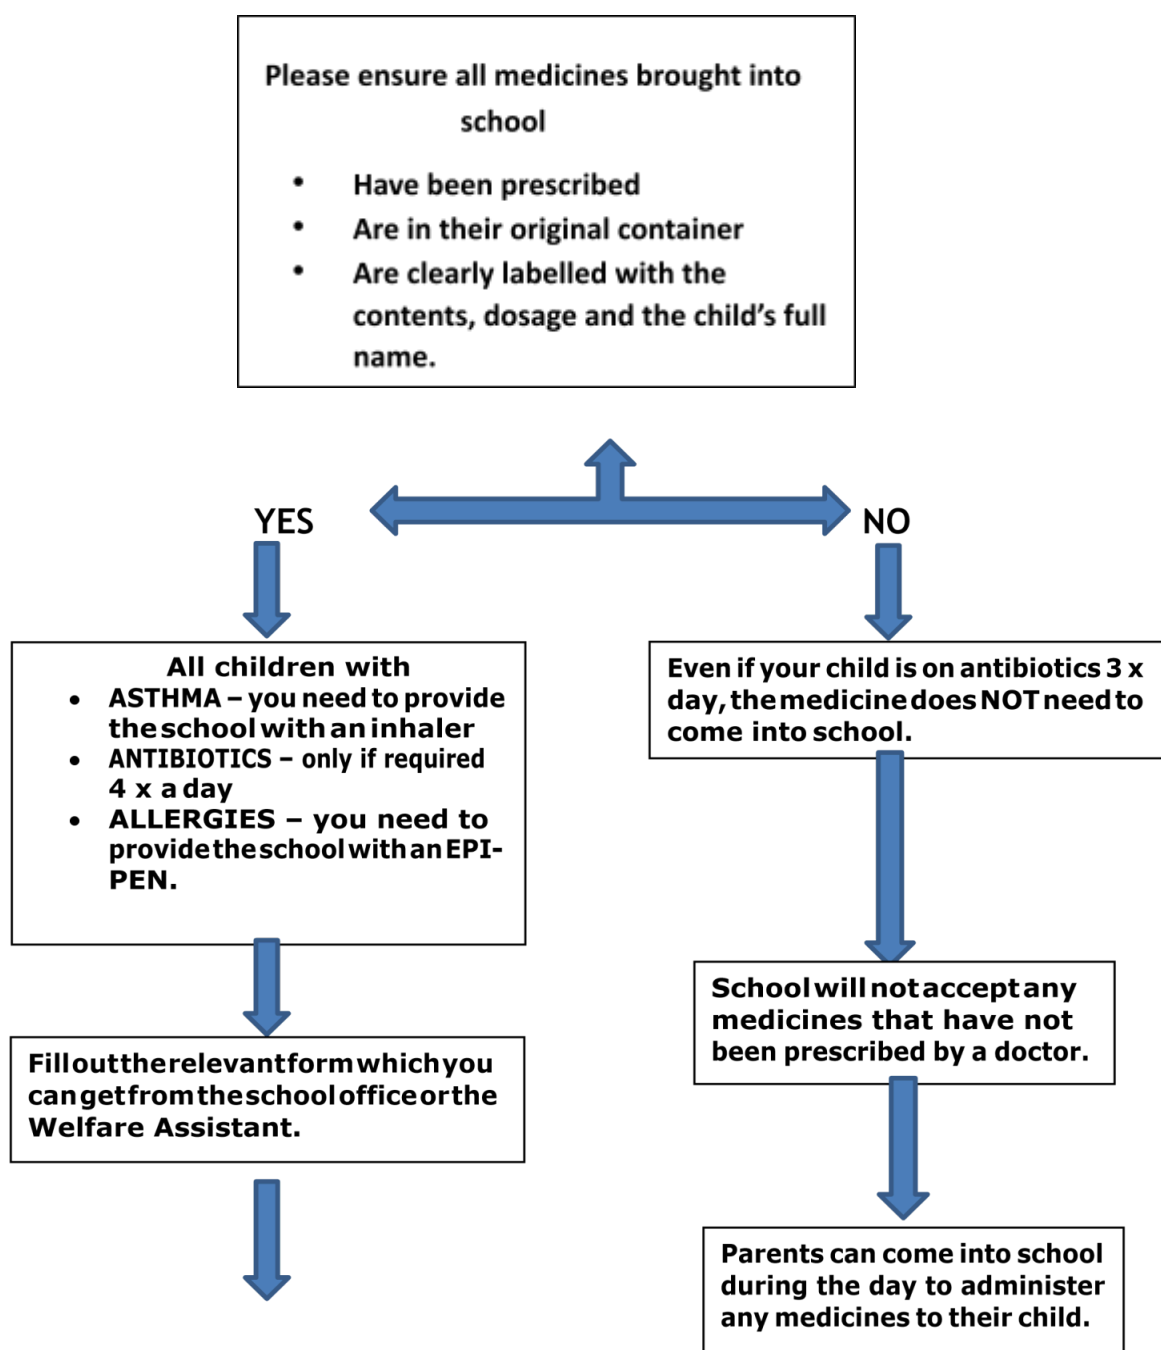 Please ensure all medicines brought into
school
• Have been prescribed
• Are in their original container
• Are clearly labelled with the
contents, dosage and the child's full
name.
YES
NO
All children with
• ASTHMA – you need to provide
the school with an inhaler
• ANTIBIOTICS – only if required
4 x a day
• ALLERGIES – you need to
provide the school with an EPI-
PEN.
Even if your child is on antibiotics 3 x
day, the medicine does NOT need to
come into school.
Fill out the relevant form which you
can get from the school office or the
Welfare Assistant.
School will not accept any
medicines that have not
been prescribed by a doctor.
Parents can come into school
during the day to administer
any medicines to their child.